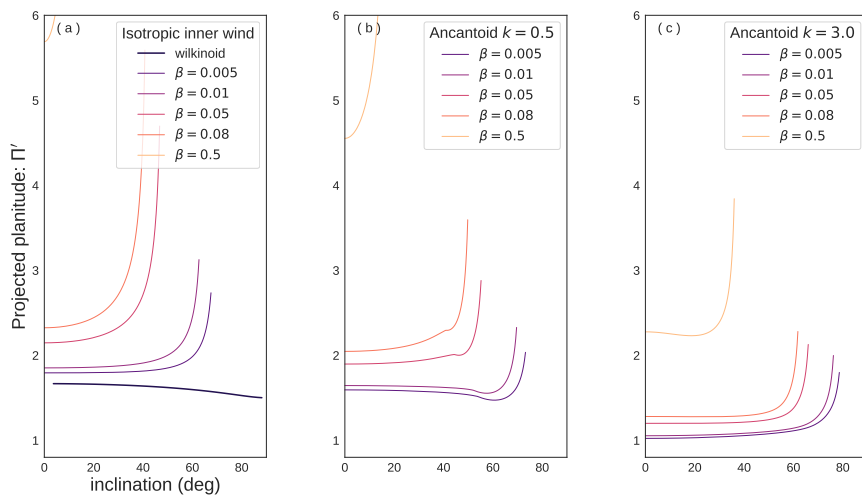 ( a )
Isotropic inner wind
wilkinoid
β = 0.005
β = 0.01
β = 0.05
β = 0.08
β = 0.5
6
5
4
3
2
1
0
20
40
60
80
Projected planitude: Π′
inclination (deg)
( b )
Ancantoid k = 0.5
β = 0.005
β = 0.01
β = 0.05
β = 0.08
β = 0.5
6
5
4
3
2
1
0
20
40
60
80
( c )
Ancantoid k = 3.0
β = 0.005
β = 0.01
β = 0.05
β = 0.08
β = 0.5
6
5
4
3
2
1
0
20
40
60
80